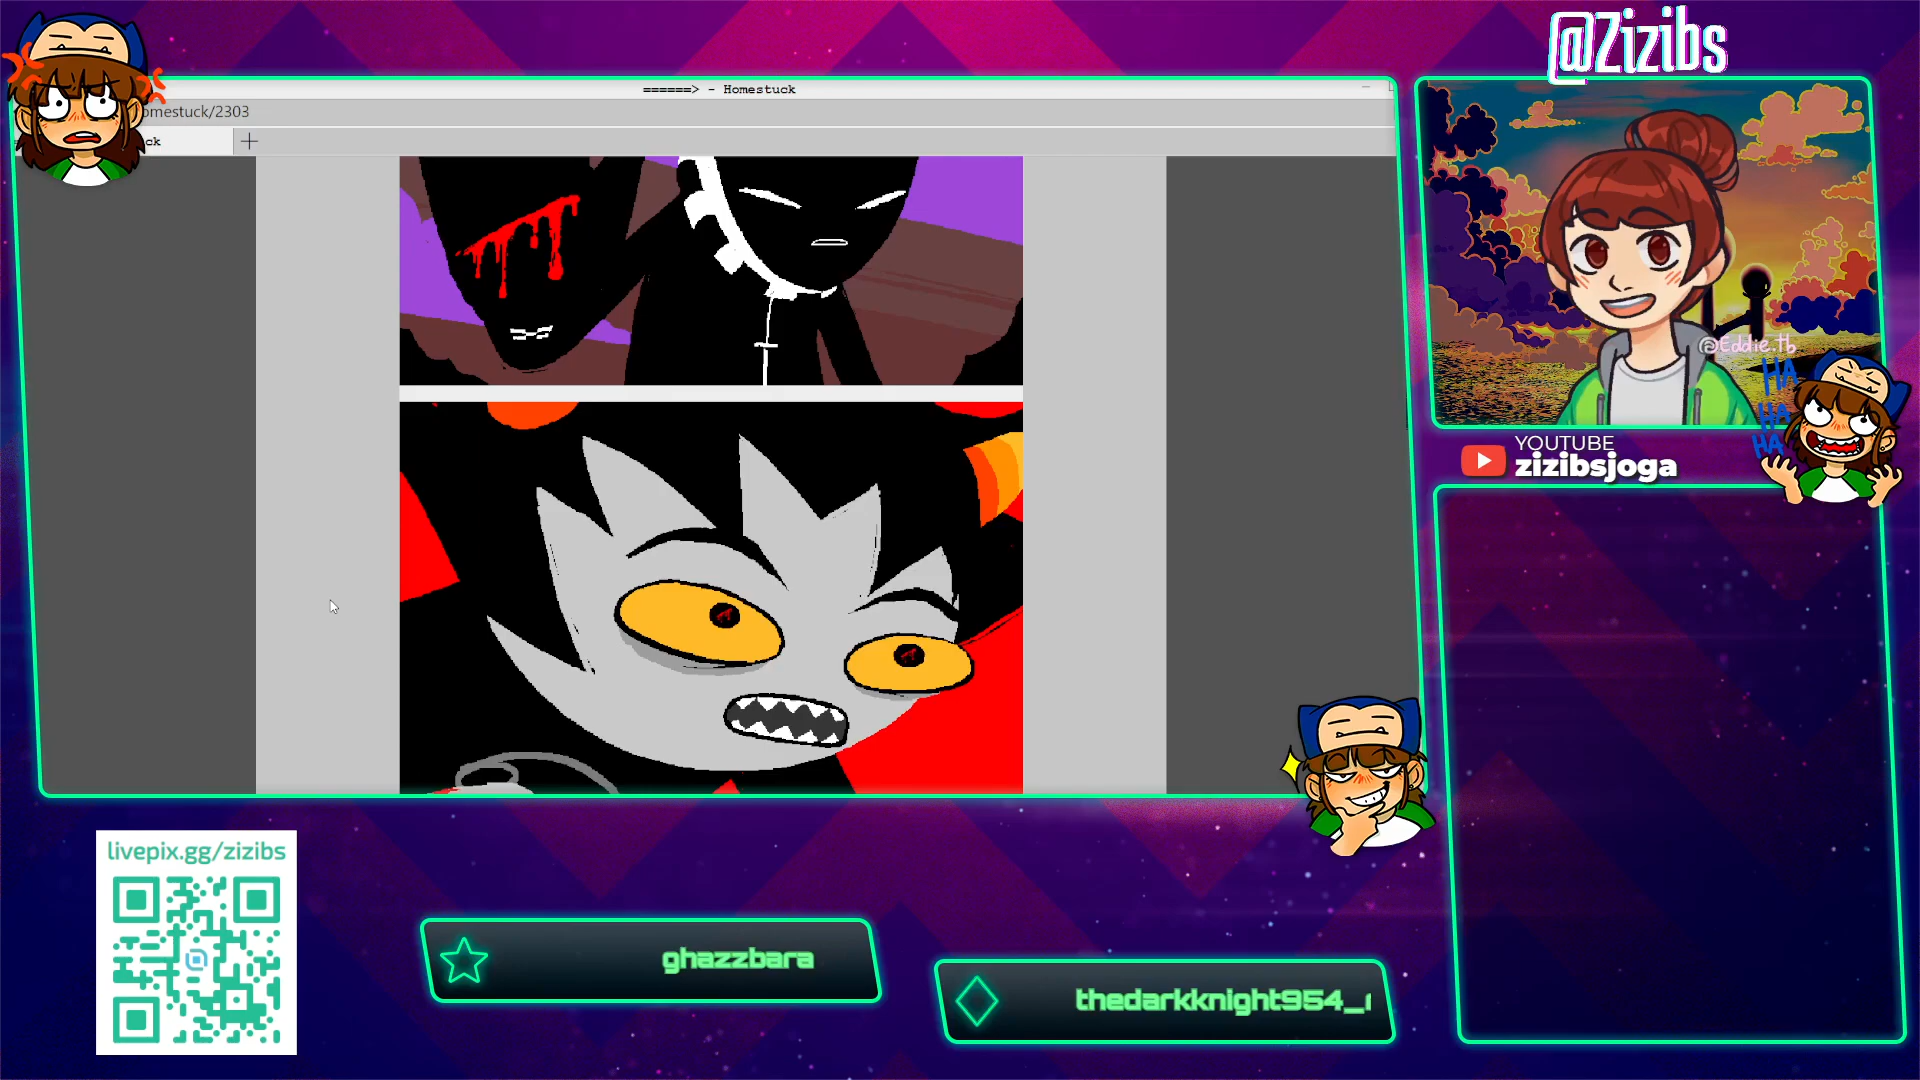 @Zizibs
======> - Homestuck
omestuck/2303
ck
@Eddie.tb
HA
HA
HA
YOUTUBE
zizibsjoga
livepix.gg/zizibs
ghazzbara
thedarkknight954_